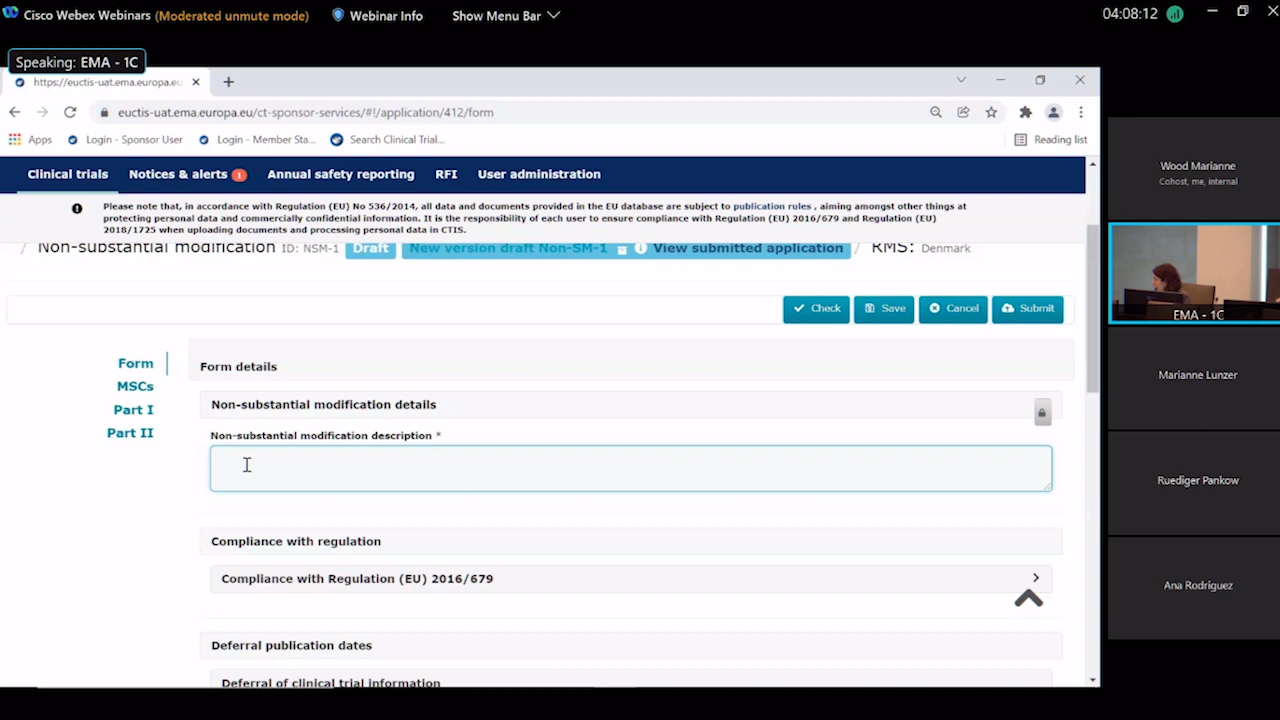 Cisco Webex Webinars (Moderated unmute mode) Webinar Info Show Menu Bar 04:08:12
Speaking: EMA - 1C
https://euctis-uat.ema.europa.eu
euctis-uat.ema.europa.eu/ct-sponsor-services/#!/application/412/form
Apps Login - Sponsor User Login - Member Sta... Search Clinical Trial... Reading list
Clinical trials Notices & alerts 1 Annual safety reporting RFI User administration
Please note that, in accordance with Regulation (EU) No 536/2014, all data and documents provided in the EU database are subject to publication rules , aiming amongst other things at
protecting personal data and commercially confidential information. It is the responsibility of each user to ensure compliance with Regulation (EU) 2016/679 and Regulation (EU)
2018/1725 when uploading documents and processing personal data in CTIS.
/ Non-substantial modification ID: NSM-1 Draft New version draft Non-SM-1 View submitted application / RMS: Denmark
Check Save Cancel Submit
Form
MSCs
Part I
Part II
Form details
Non-substantial modification details
Non-substantial modification description *
Compliance with regulation
Compliance with Regulation (EU) 2016/679
Deferral publication dates
Deferral of clinical trial information
Wood Marianne
Cohost, me, internal
EMA - 1C
Marianne Lunzer
Ruediger Pankow
Ana Rodriguez